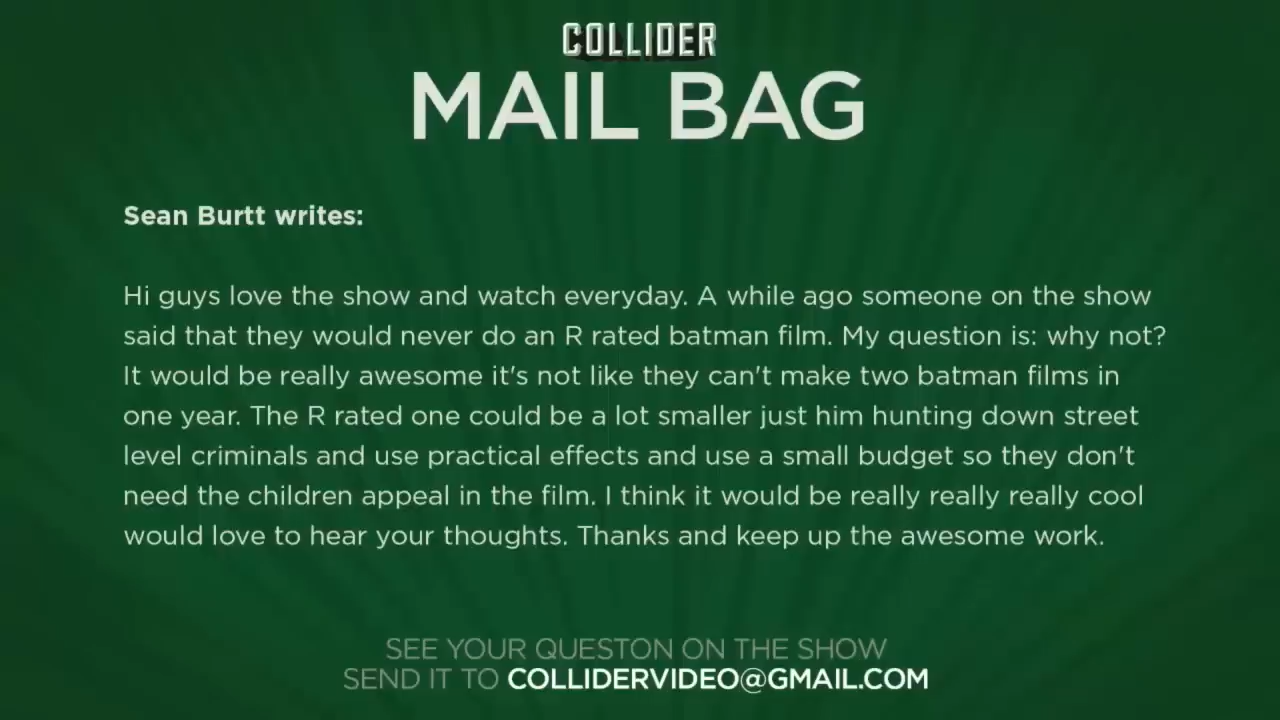 COLLIDER
MAIL BAG
Sean Burtt writes:
Hi guys love the show and watch everyday. A while ago someone on the show
said that they would never do an R rated batman film. My question is: why not?
It would be really awesome it's not like they can't make two batman films in
one year. The R rated one could be a lot smaller just him hunting down street
level criminals and use practical effects and use a small budget so they don't
need the children appeal in the film. I think it would be really really really cool
would love to hear your thoughts. Thanks and keep up the awesome work.
SEE YOUR QUESTON ON THE SHOW
SEND IT TO COLLIDERVIDEO@GMAIL.COM